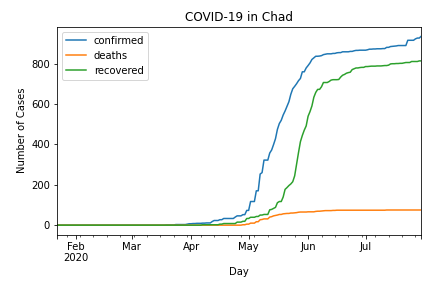 COVID-19 in Chad
confirmed
deaths
recovered
Number of Cases
800
600
400
200
0
Feb
2020
Mar
Apr
May
Jun
Jul
Day